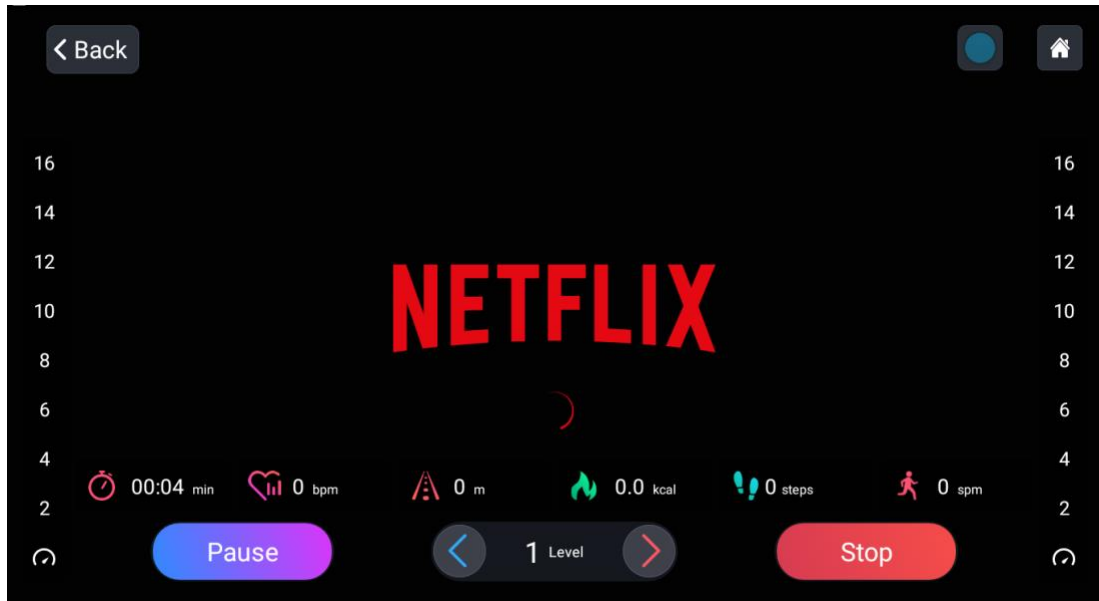 Back
16 16
14 14
12 12
NETFLIX
10 10
8 8
6 6
4 4
00:04 min 0 bpm 0 m 0.0 kcal 0 steps 0 spm
2 2
Pause 1 Level Stop